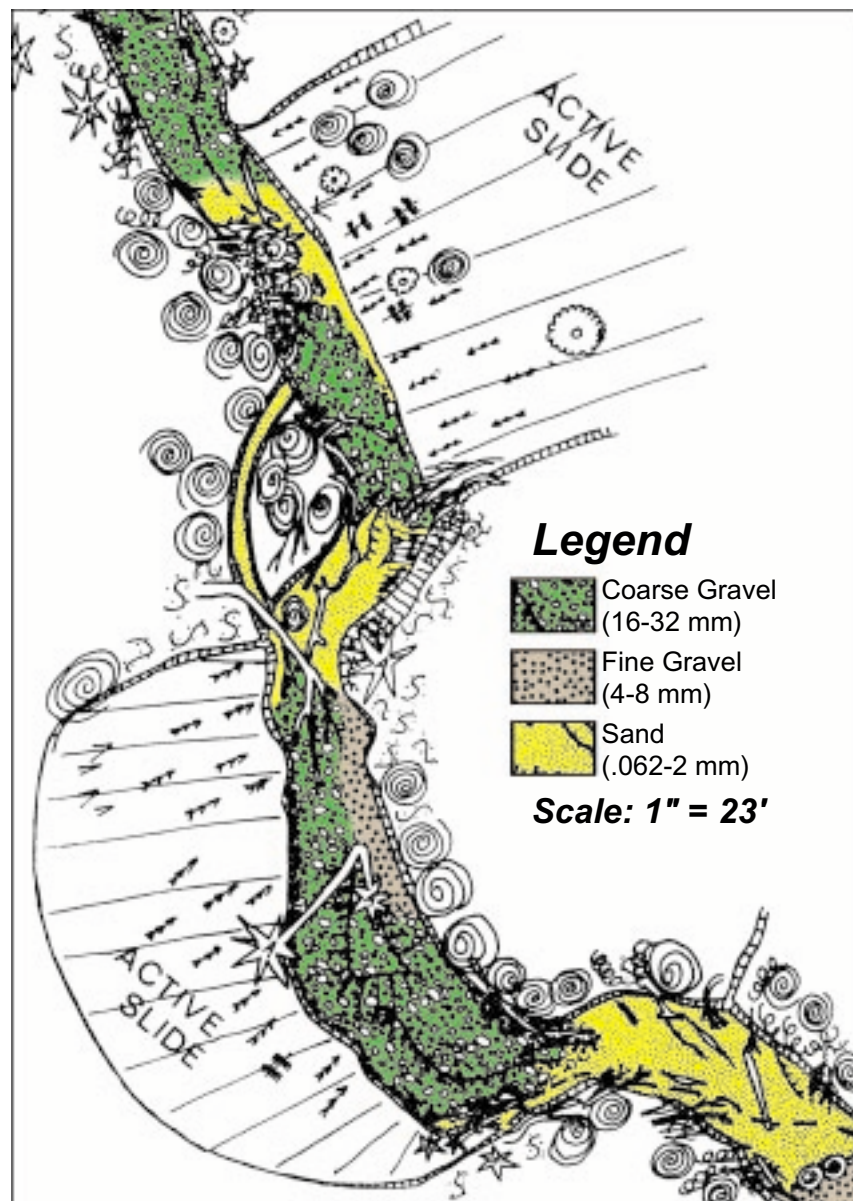 ACTIVE
SLIDE
Legend
Coarse Gravel
(16-32 mm)
Fine Gravel
(4-8 mm)
Sand
(.062-2 mm)
Scale: 1" = 23'
ACTIVE
SLIDE